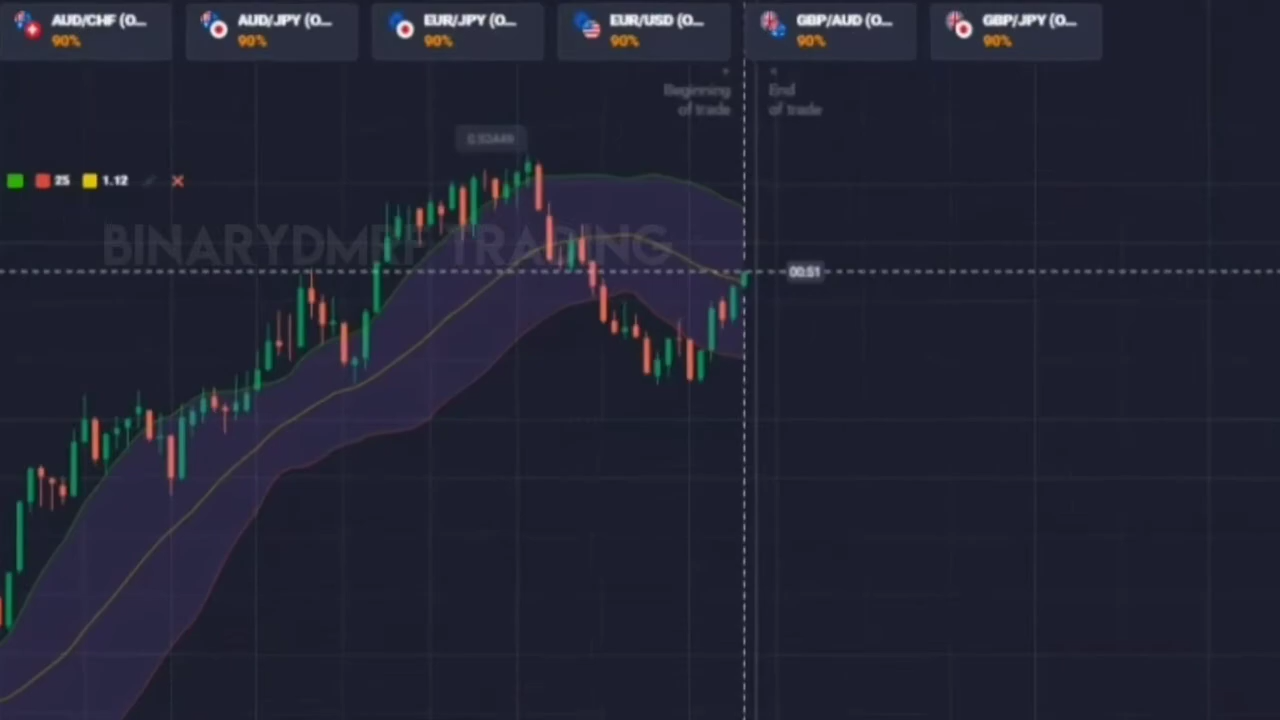 AUD/CHF (O...
90%
AUD/JPY (O...
90%
EUR/JPY (O...
90%
EUR/USD (O...
90%
GBP/AUD (O...
90%
GBP/JPY (O...
90%
Beginning
of trade
End
of trade
25
1.12
TRADING
00:51